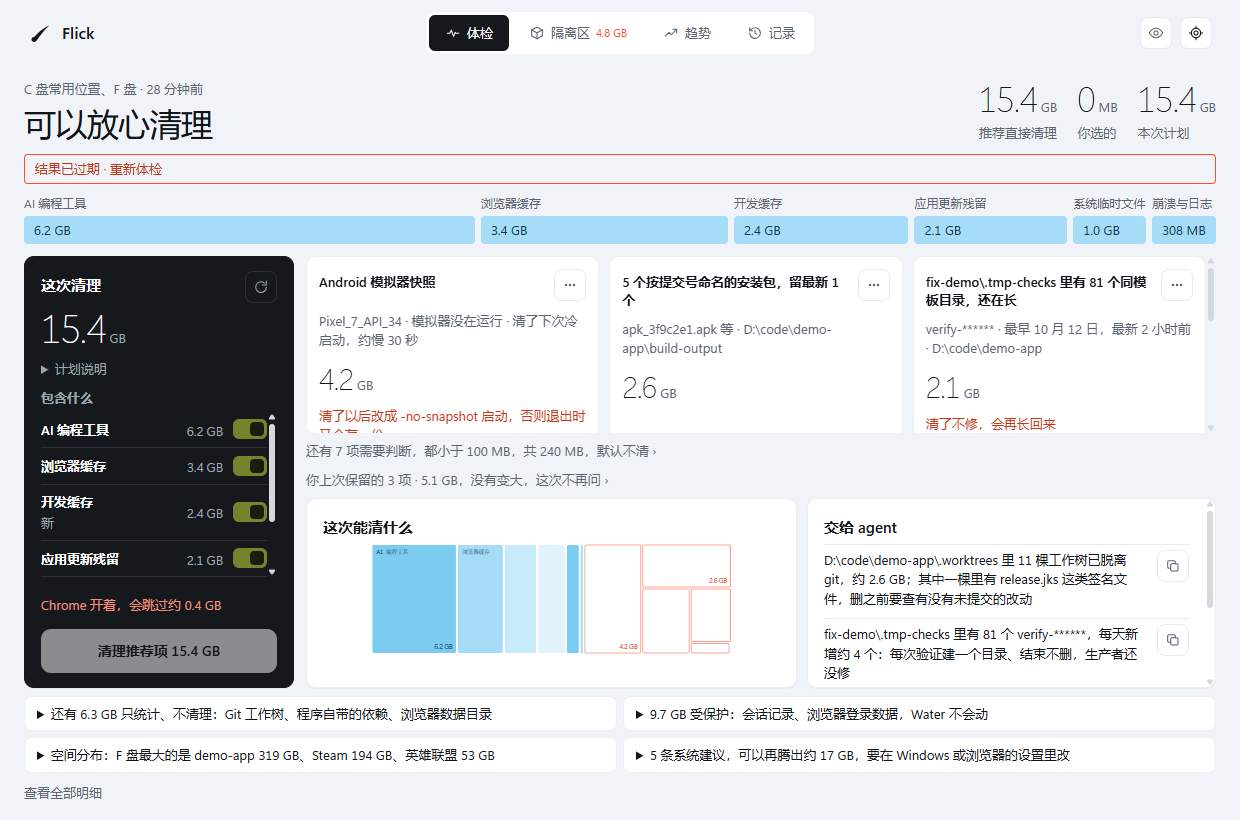 Flick
体检
隔离区 4.8 GB
趋势
记录
C 盘常用位置、F 盘 · 28 分钟前
可以放心清理
15.4 GB
推荐直接清理
0 MB
你选的
15.4 GB
本次计划
结果已过期 · 重新体检
AI 编程工具
6.2 GB
浏览器缓存
3.4 GB
开发缓存
2.4 GB
应用更新残留
2.1 GB
系统临时文件
1.0 GB
崩溃与日志
308 MB
这次清理
15.4 GB
计划说明
包含什么
AI 编程工具 6.2 GB
浏览器缓存 3.4 GB
开发缓存
新
2.4 GB
应用更新残留 2.1 GB
Chrome 开着，会跳过约 0.4 GB
清理推荐项 15.4 GB
Android 模拟器快照
Pixel_7_API_34 · 模拟器没在运行 · 清了下次冷
启动，约慢 30 秒
4.2 GB
清了以后改成 -no-snapshot 启动，否则退出时
5 个按提交号命名的安装包，留最新 1
个
apk_3f9c2e1.apk 等 · D:\code\demo-
app\build-output
2.6 GB
fix-demo\.tmp-checks 里有 81 个同模
板目录，还在长
verify-****** · 最早 10 月 12 日，最新 2 小时前
· D:\code\demo-app
2.1 GB
清了不修，会再长回来
还有 7 项需要判断，都小于 100 MB，共 240 MB，默认不清 ›
你上次保留的 3 项 · 5.1 GB，没有变大，这次不再问 ›
这次能清什么
AI 编程工具
6.2 GB
浏览器缓存
4.2 GB
2.6 GB
交给 agent
D:\code\demo-app\.worktrees 里 11 棵工作树已脱离
git，约 2.6 GB；其中一棵里有 release.jks 这类签名文
件，删之前要查有没有未提交的改动
fix-demo\.tmp-checks 里有 81 个 verify-******，每天新
增约 4 个：每次验证建一个目录、结束不删，生产者还
没修
还有 6.3 GB 只统计、不清理：Git 工作树、程序自带的依赖、浏览器数据目录
9.7 GB 受保护：会话记录、浏览器登录数据，Water 不会动
空间分布：F 盘最大的是 demo-app 319 GB、Steam 194 GB、英雄联盟 53 GB
5 条系统建议，可以再腾出约 17 GB，要在 Windows 或浏览器的设置里改
查看全部明细